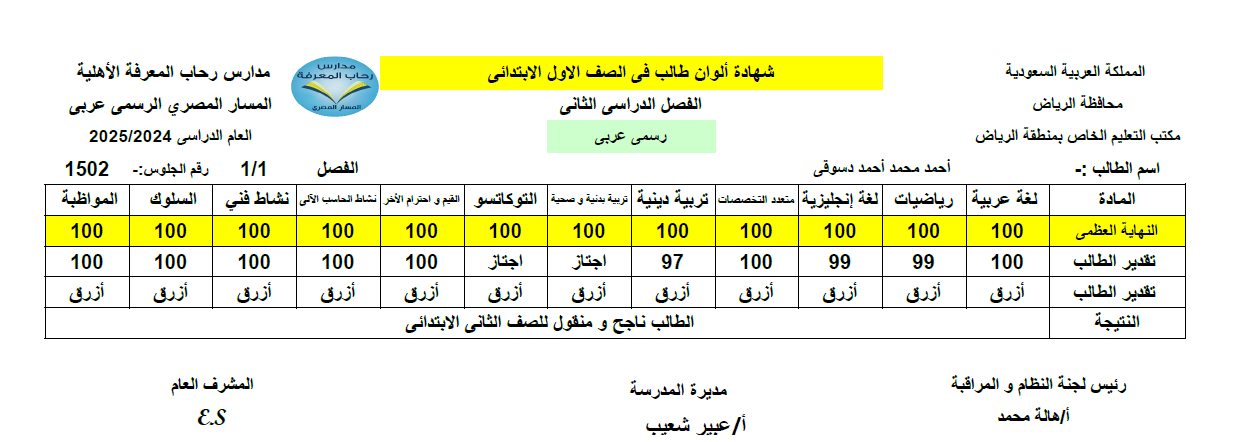 المملكة العربية السعودية
شهادة ألوان طالب فى الصف الاول الابتدائى
مدارس رحاب المعرفة
المسار المصري
مدارس رحاب المعرفة الأهلية
محافظة الرياض
الفصل الدراسى الثانى
المسار المصري الرسمى عربى
مكتب التعليم الخاص بمنطقة الرياض
رسمى عربى
العام الدراسى 2025/2024
اسم الطالب :- أحمد محمد أحمد دسوقى الفصل 1/1 رقم الجلوس:- 1502
المادة لغة عربية رياضيات لغة إنجليزية متعدد التخصصات تربية دينية تربية بدنية و صحية التوكاتسو القيم و احترام الأخر نشاط الحاسب الآلى نشاط فني السلوك المواظبة
النهاية العظمى 100 100 100 100 100 100 100 100 100 100 100 100
تقدير الطالب 100 99 99 100 97 اجتاز اجتاز 100 100 100 100 100
تقدير الطالب أزرق أزرق أزرق أزرق أزرق أزرق أزرق أزرق أزرق أزرق أزرق أزرق
النتيجة الطالب ناجح و منقول للصف الثانى الابتدائى
رئيس لجنة النظام و المراقبة مديرة المدرسة المشرف العام
أ/هالة محمد أ/عبير شعيب E.S